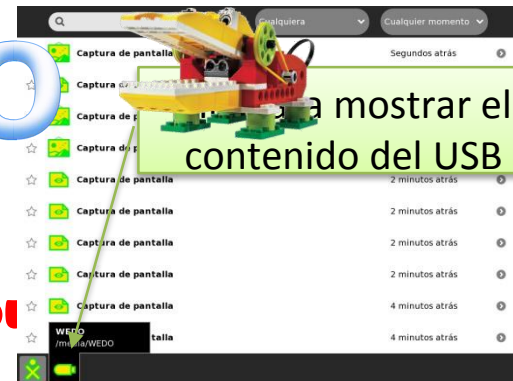 Cualquiera Cualquier momento
Captura de pantalla Segundos atrás
Captura de
mostrar el
Captura de
contenido del USB
Captura de
Captura de pantalla 2 minutos atrás
Captura de pantalla 2 minutos atrás
Captura de pantalla 2 minutos atrás
Captura de pantalla 2 minutos atrás
Captura de pantalla 4 minutos atrás
WEDO
/media/WEDO
talla 4 minutos atrás